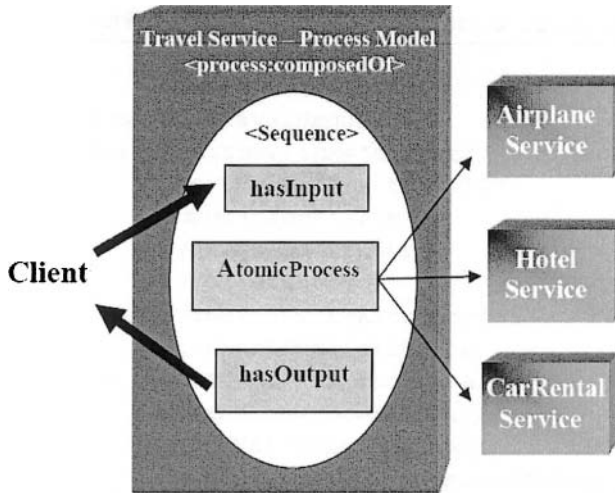 Travel Service – Process Model
<process:composedOf>
<Sequence>
hasInput
AtomicProcess
hasOutput
Client
Airplane
Service
Hotel
Service
CarRental
Service